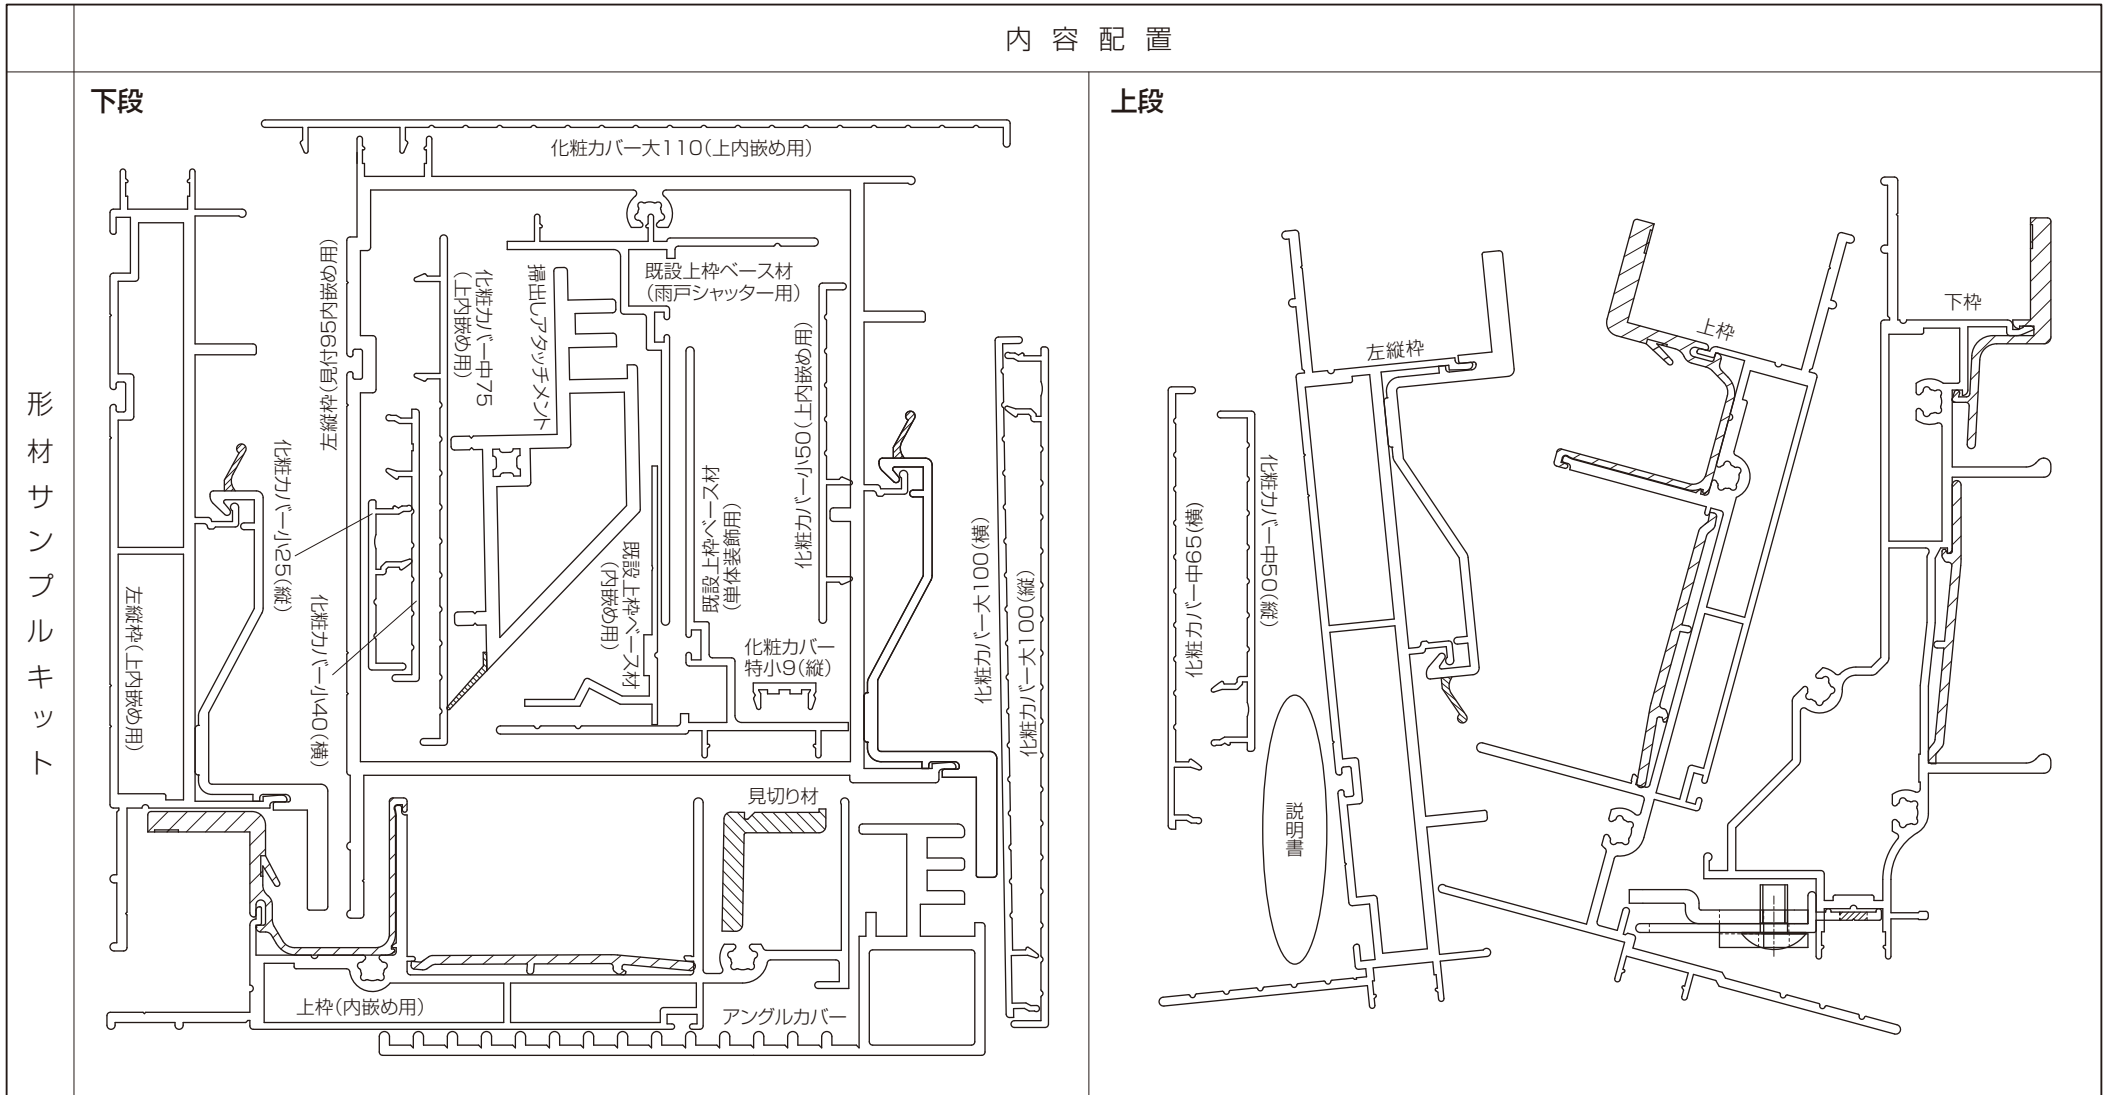 内容配置
形材サンプルキット
下段
化粧カバー大110(上内嵌め用)
左縦枠(見付95内嵌め用)
化粧カバー中75
(上内嵌め用)
掃出しアタッチメント
既設上枠ベース材
(雨戸シャッター用)
化粧カバー小50(上内嵌め用)
化粧カバー小25(縦)
化粧カバー小40(横)
左縦枠(上内嵌め用)
既設上枠ベース材
(内嵌め用)
既設上枠ベース材
(単体装飾用)
化粧カバー
特小9(縦)
化粧カバー大100(横)
化粧カバー大100(縦)
見切り材
上枠(内嵌め用)
アングルカバー
上段
左縦枠
上枠
下枠
化粧カバー中65(横)
化粧カバー中50(縦)
説明書